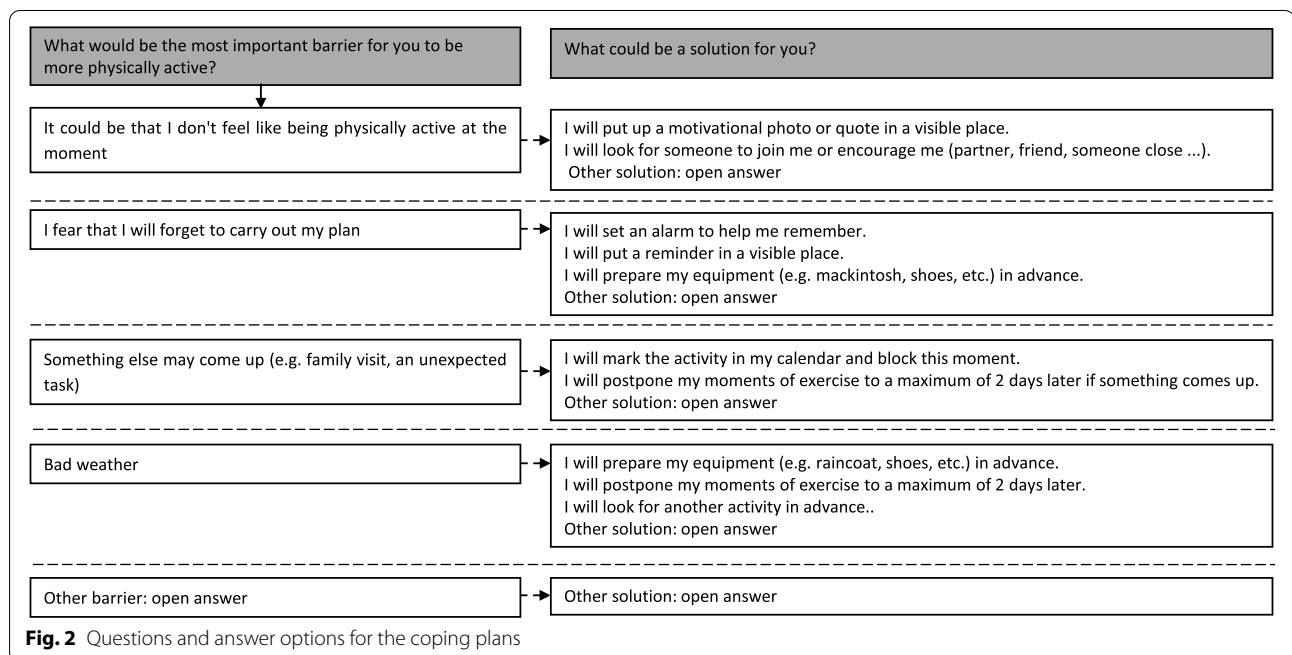 What would be the most important barrier for you to be
more physically active?
What could be a solution for you?
It could be that I don't feel like being physically active at the
moment
I will put up a motivational photo or quote in a visible place.
I will look for someone to join me or encourage me (partner, friend, someone close ...).
Other solution: open answer
I fear that I will forget to carry out my plan
I will set an alarm to help me remember.
I will put a reminder in a visible place.
I will prepare my equipment (e.g. mackintosh, shoes, etc.) in advance.
Other solution: open answer
Something else may come up (e.g. family visit, an unexpected
task)
I will mark the activity in my calendar and block this moment.
I will postpone my moments of exercise to a maximum of 2 days later if something comes up.
Other solution: open answer
Bad weather
I will prepare my equipment (e.g. raincoat, shoes, etc.) in advance.
I will postpone my moments of exercise to a maximum of 2 days later.
I will look for another activity in advance..
Other solution: open answer
Other barrier: open answer
Other solution: open answer
Fig. 2 Questions and answer options for the coping plans